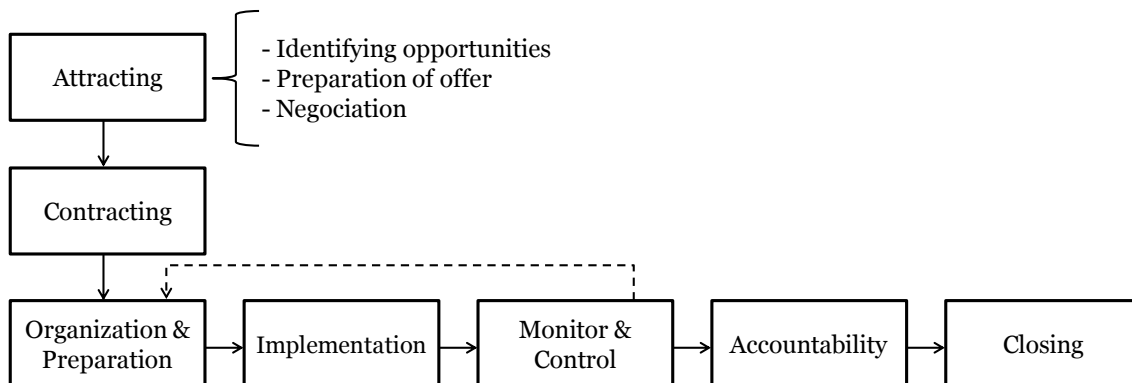 Attracting
- Identifying opportunities
- Preparation of offer
- Negociation
Contracting
Organization &
Preparation
Implementation
Monitor &
Control
Accountability
Closing